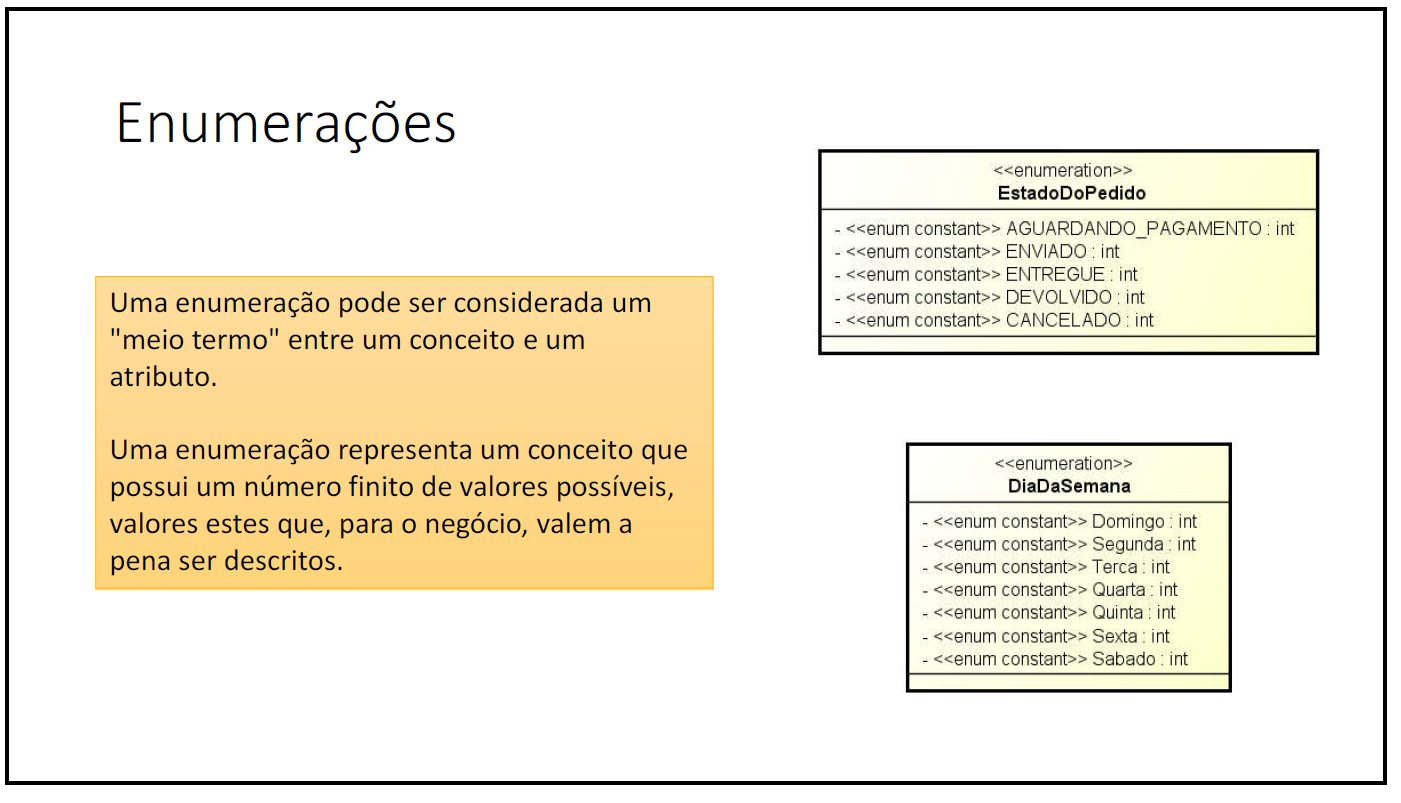 Enumerações
Uma enumeração pode ser considerada um
"meio termo" entre um conceito e um
atributo.
Uma enumeração representa um conceito que
possui um número finito de valores possíveis,
valores estes que, para o negócio, valem a
pena ser descritos.
<<enumeration>>
EstadoDoPedido
- <<enum constant>> AGUARDANDO_PAGAMENTO : int
- <<enum constant>> ENVIADO : int
- <<enum constant>> ENTREGUE : int
- <<enum constant>> DEVOLVIDO : int
- <<enum constant>> CANCELADO : int
<<enumeration>>
DiaDaSemana
- <<enum constant>> Domingo : int
- <<enum constant>> Segunda : int
- <<enum constant>> Terca : int
- <<enum constant>> Quarta : int
- <<enum constant>> Quinta : int
- <<enum constant>> Sexta : int
- <<enum constant>> Sabado : int